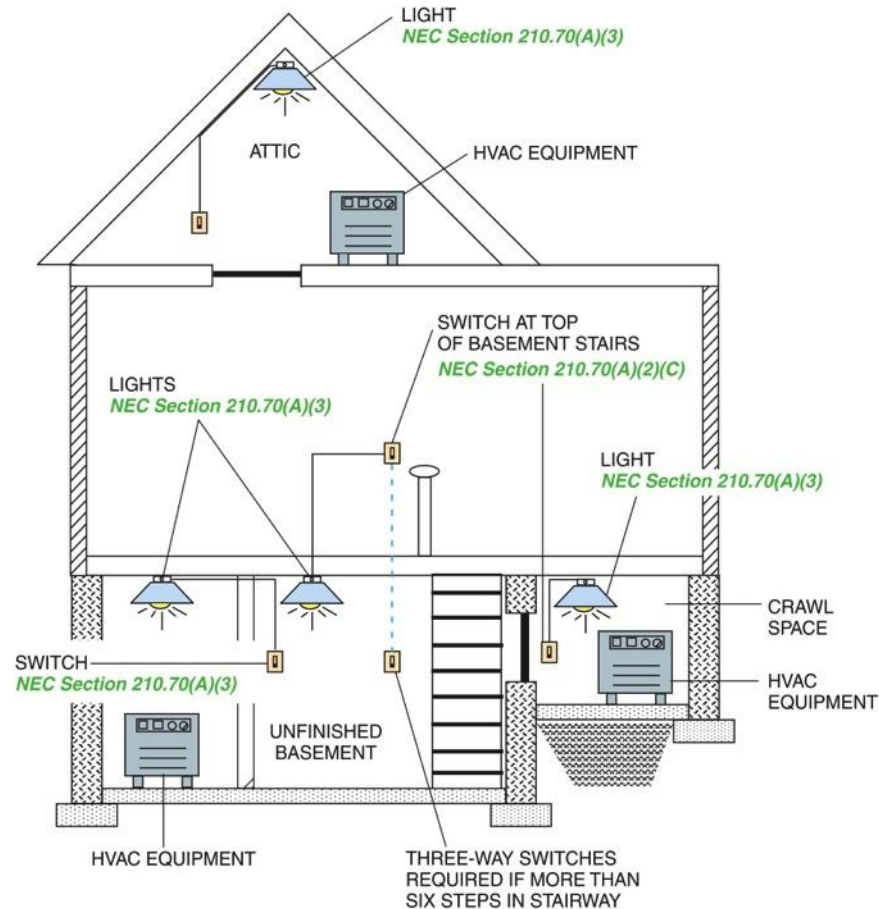 LIGHT
NEC Section 210.70(A)(3)
ATTIC
HVAC EQUIPMENT
SWITCH AT TOP
OF BASEMENT STAIRS
NEC Section 210.70(A)(2)(C)
LIGHTS
NEC Section 210.70(A)(3)
LIGHT
NEC Section 210.70(A)(3)
CRAWL
SPACE
SWITCH
NEC Section 210.70(A)(3)
HVAC
EQUIPMENT
UNFINISHED
BASEMENT
HVAC EQUIPMENT
THREE-WAY SWITCHES
REQUIRED IF MORE THAN
SIX STEPS IN STAIRWAY